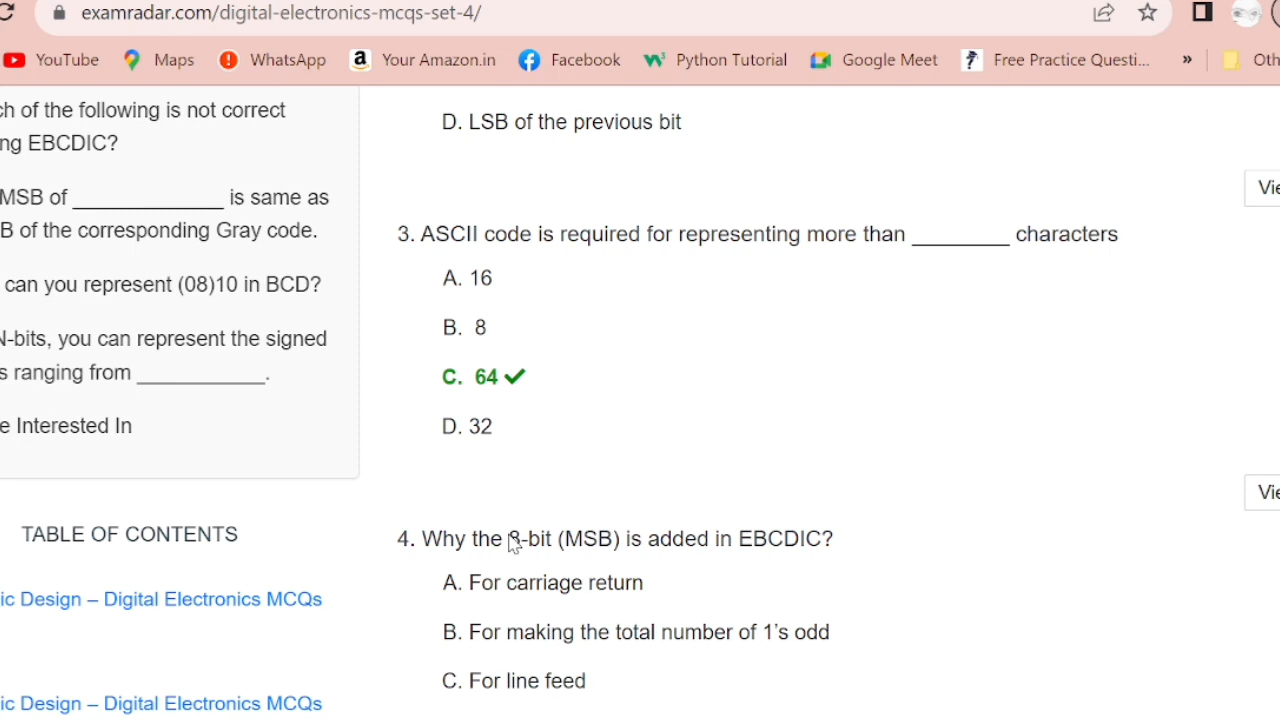 examradar.com/digital-electronics-mcqs-set-4/
YouTube Maps WhatsApp Your Amazon.in Facebook Python Tutorial Google Meet Free Practice Questi... » Oth
ch of the following is not correct
ng EBCDIC?
MSB of _____________ is same as
B of the corresponding Gray code.
can you represent (08)10 in BCD?
N-bits, you can represent the signed
s ranging from ___________.
e Interested In
TABLE OF CONTENTS
ic Design – Digital Electronics MCQs
ic Design – Digital Electronics MCQs
D. LSB of the previous bit
Vie
3. ASCII code is required for representing more than ________ characters
A. 16
B. 8
C. 64 ✔
D. 32
Vie
4. Why the 8-bit (MSB) is added in EBCDIC?
A. For carriage return
B. For making the total number of 1’s odd
C. For line feed